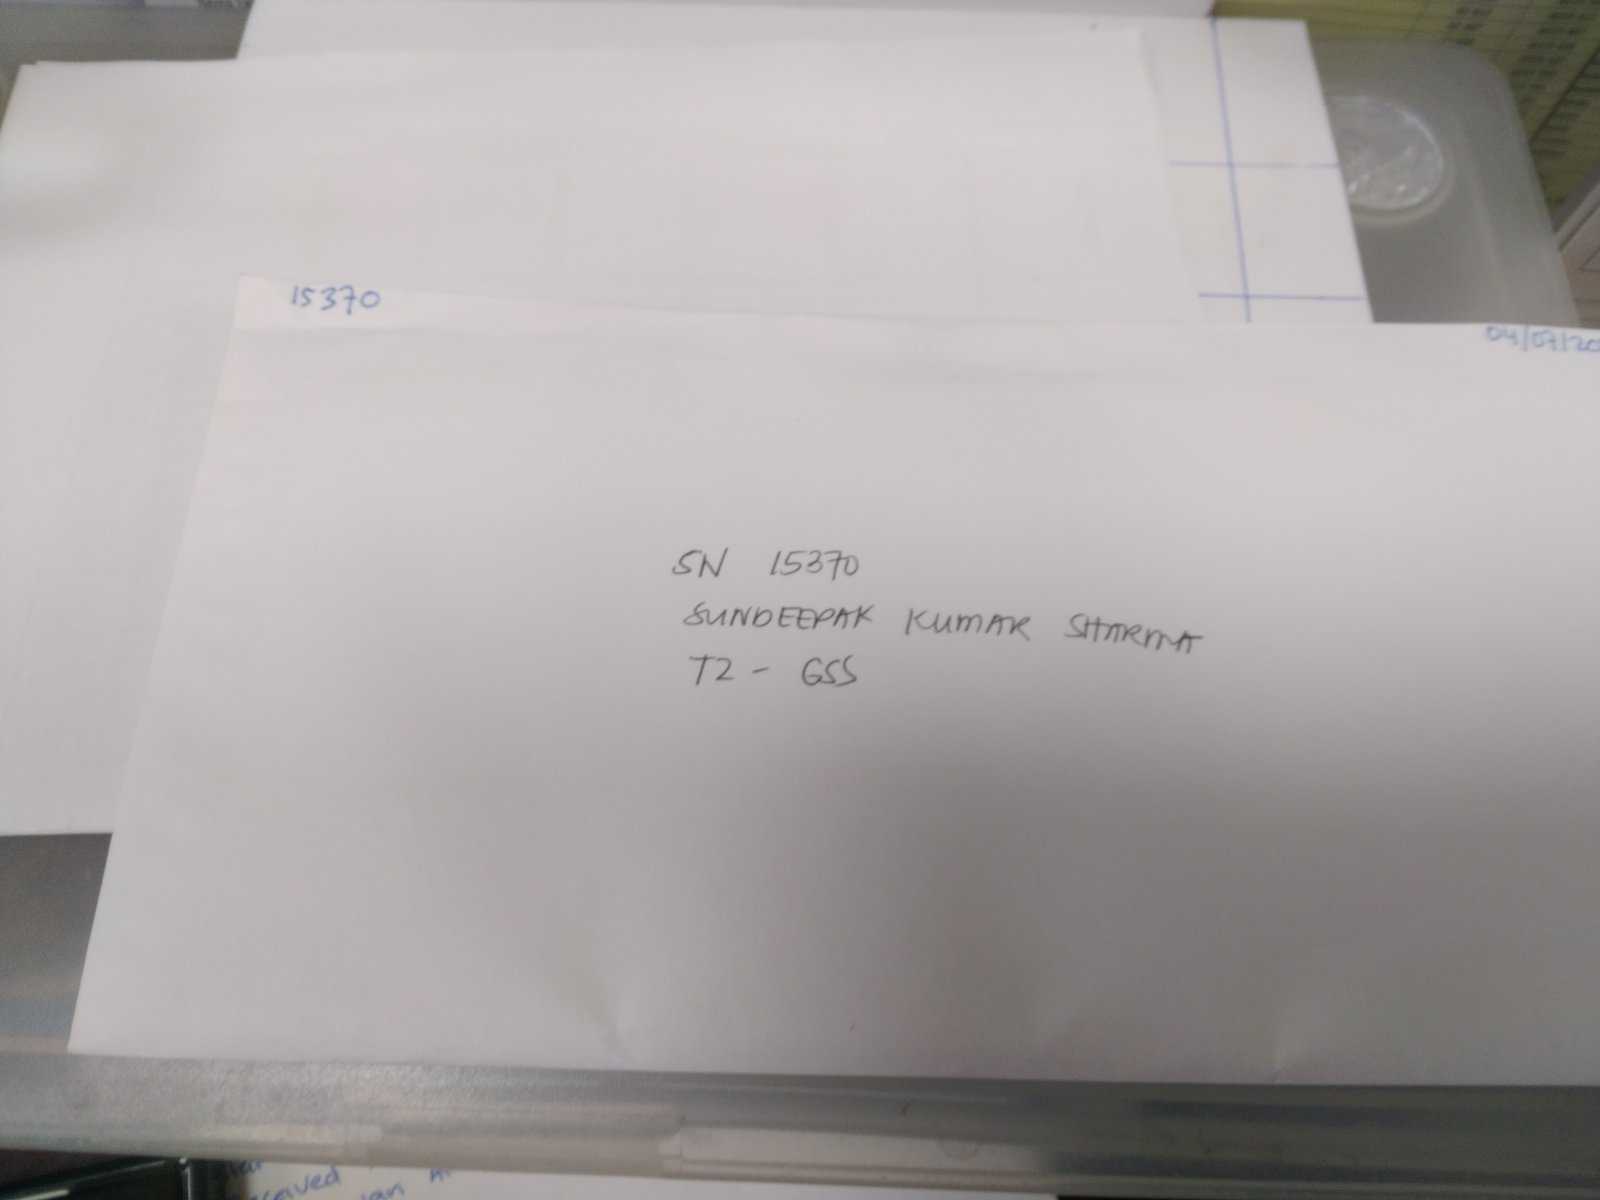 15370
04/07/20
SN 15370
SUNDEEPAK KUMAR SHARMA
T2 - GSS